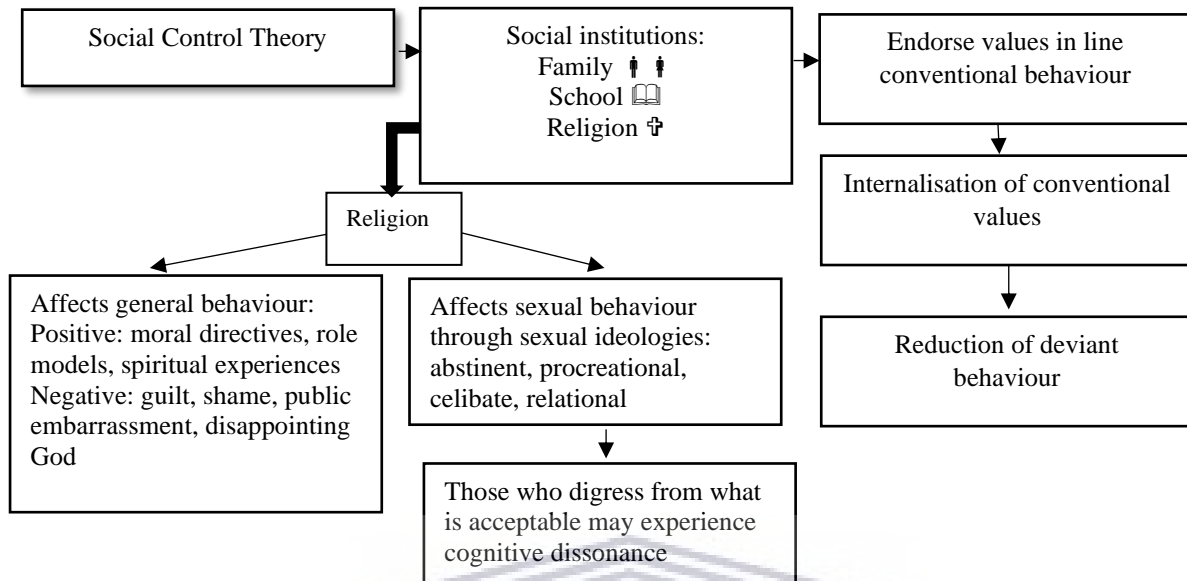 Social Control Theory
Social institutions:
Family
School
Religion
Endorse values in line
conventional behaviour
Internalisation of conventional
values
Reduction of deviant
behaviour
Religion
Affects general behaviour:
Positive: moral directives, role
models, spiritual experiences
Negative: guilt, shame, public
embarrassment, disappointing
God
Affects sexual behaviour
through sexual ideologies:
abstinent, procreational,
celibate, relational
Those who digress from what
is acceptable may experience
cognitive dissonance